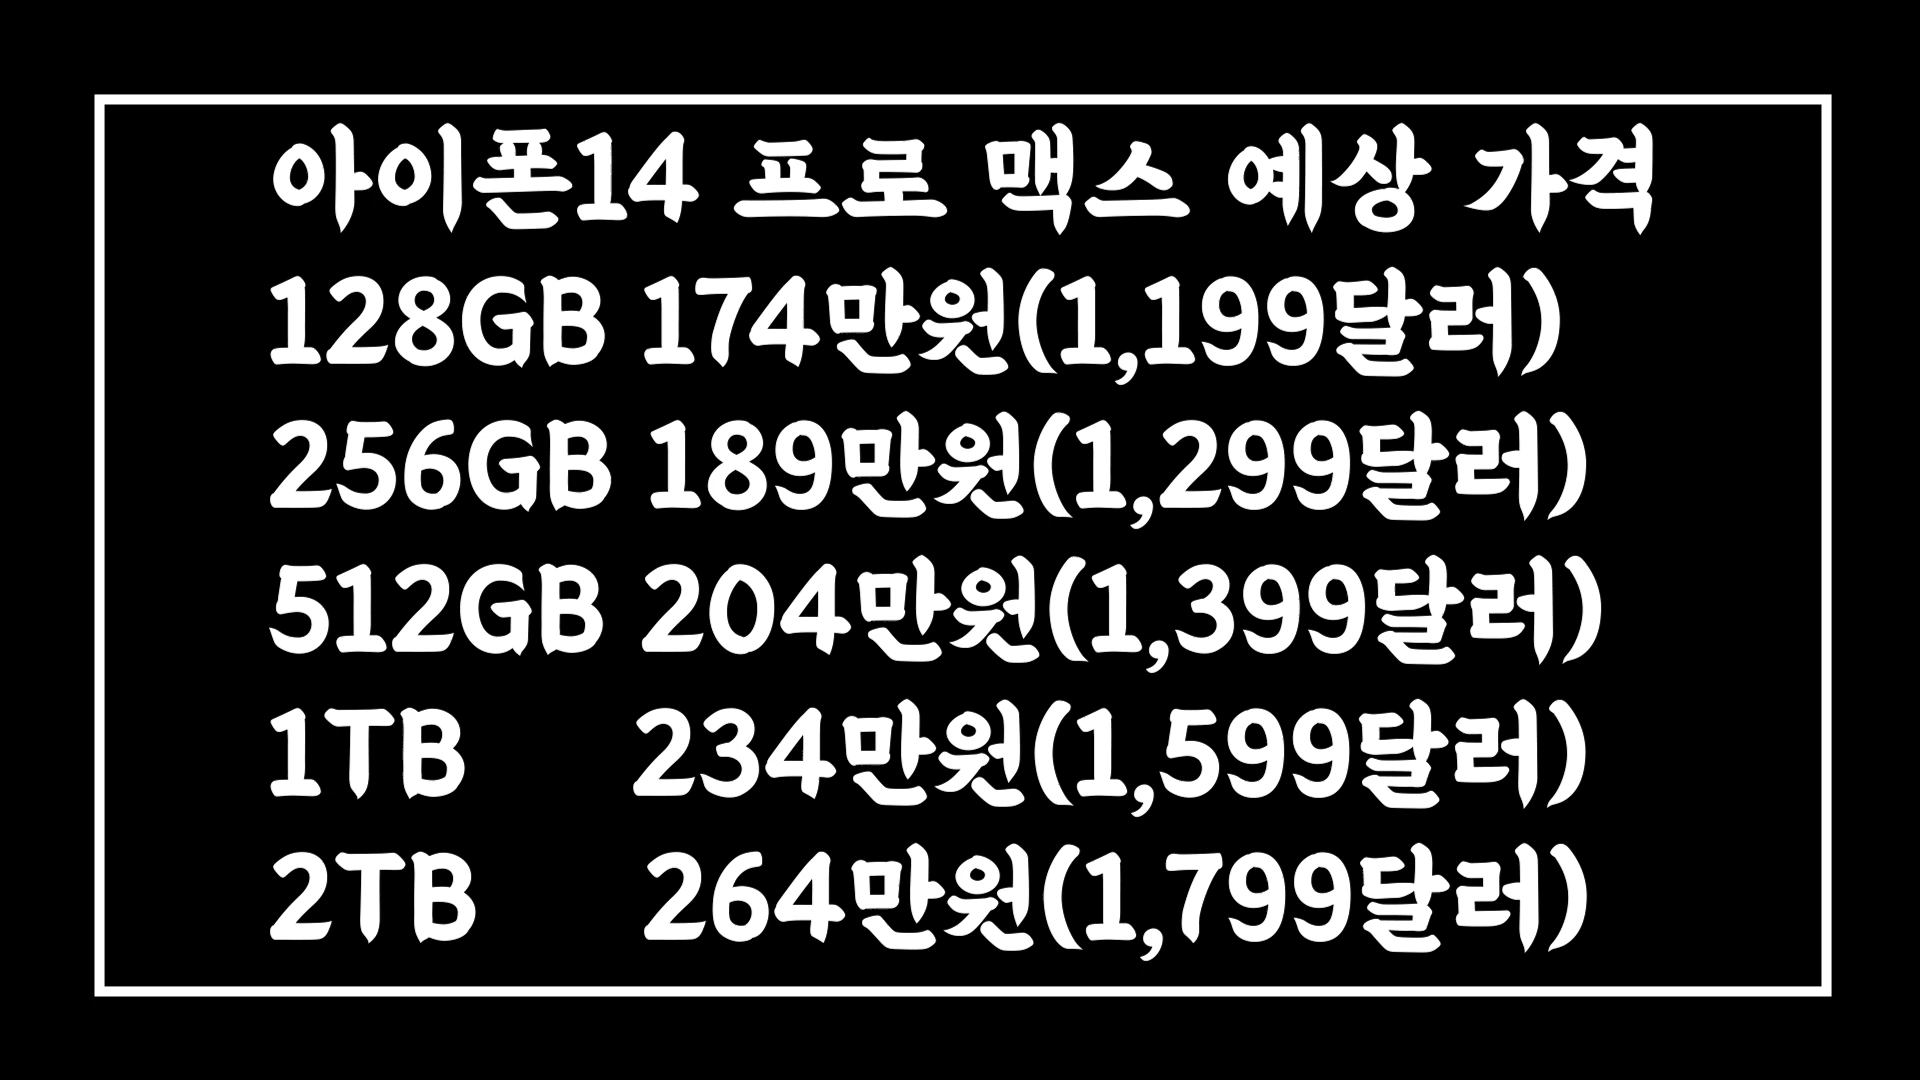 아이폰14 프로 맥스 예상 가격
128GB 174만원(1,199달러)
256GB 189만원(1,299달러)
512GB 204만원(1,399달러)
1TB 234만원(1,599달러)
2TB 264만원(1,799달러)